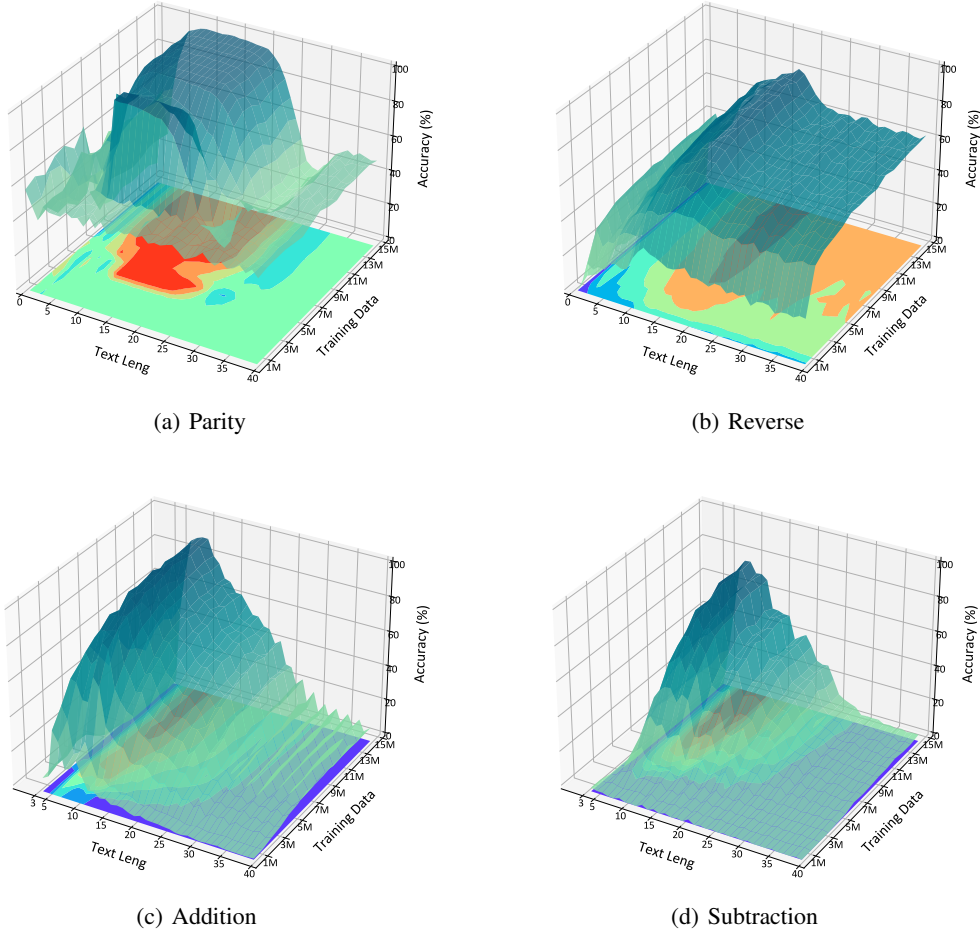 100
80
60
40
20
0
Accuracy (%)
15M
13M
11M
9M
7M
5M
3M
1M
Training Data
0
5
10
15
20
25
30
35
40
Text Leng
(a) Parity
100
80
60
40
20
0
Accuracy (%)
15M
13M
11M
9M
7M
5M
3M
1M
Training Data
0
5
10
15
20
25
30
35
40
Text Leng
(b) Reverse
100
80
60
40
20
0
Accuracy (%)
15M
13M
11M
9M
7M
5M
3M
1M
Training Data
3
5
10
15
20
25
30
35
40
Text Leng
(c) Addition
100
80
60
40
20
0
Accuracy (%)
15M
13M
11M
9M
7M
5M
3M
1M
Training Data
3
5
10
15
20
25
30
35
40
Text Leng
(d) Subtraction